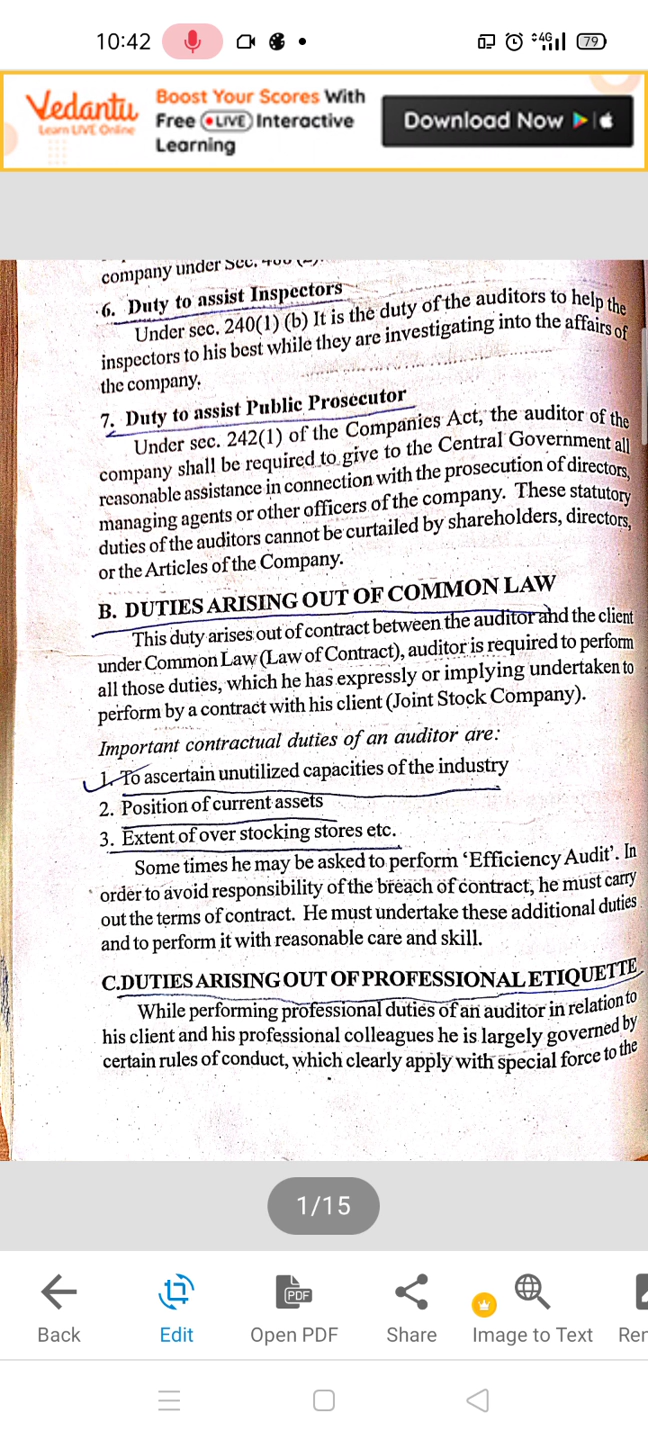 10:42
4G
79
Vedantu
Learn LIVE Online
Boost Your Scores With
Free LIVE Interactive
Learning
Download Now
company under Sec.
6. Duty to assist Inspectors
Under sec. 240(1) (b) It is the duty of the auditors to help the
inspectors to his best while they are investigating into the affairs of
the company.
7. Duty to assist Public Prosecutor
Under sec. 242(1) of the Companies Act, the auditor of the
company shall be required to give to the Central Government all
reasonable assistance in connection with the prosecution of directors,
managing agents or other officers of the company. These statutory
duties of the auditors cannot be curtailed by shareholders, directors,
or the Articles of the Company.
B. DUTIES ARISING OUT OF COMMON LAW
This duty arises out of contract between the auditor and the client
under Common Law (Law of Contract), auditor is required to perform
all those duties, which he has expressly or implying undertaken to
perform by a contract with his client (Joint Stock Company).
Important contractual duties of an auditor are:
1. To ascertain unutilized capacities of the industry
2. Position of current assets
3. Extent of over stocking stores etc.
Some times he may be asked to perform ‘Efficiency Audit’. In
order to avoid responsibility of the breach of contract, he must carry
out the terms of contract. He must undertake these additional duties
and to perform it with reasonable care and skill.
C.DUTIES ARISING OUT OF PROFESSIONAL ETIQUETTE
While performing professional duties of an auditor in relation to
his client and his professional colleagues he is largely governed by
certain rules of conduct, which clearly apply with special force to the
1/15
PDF
Back
Edit
Open PDF
Share
Image to Text
Rer